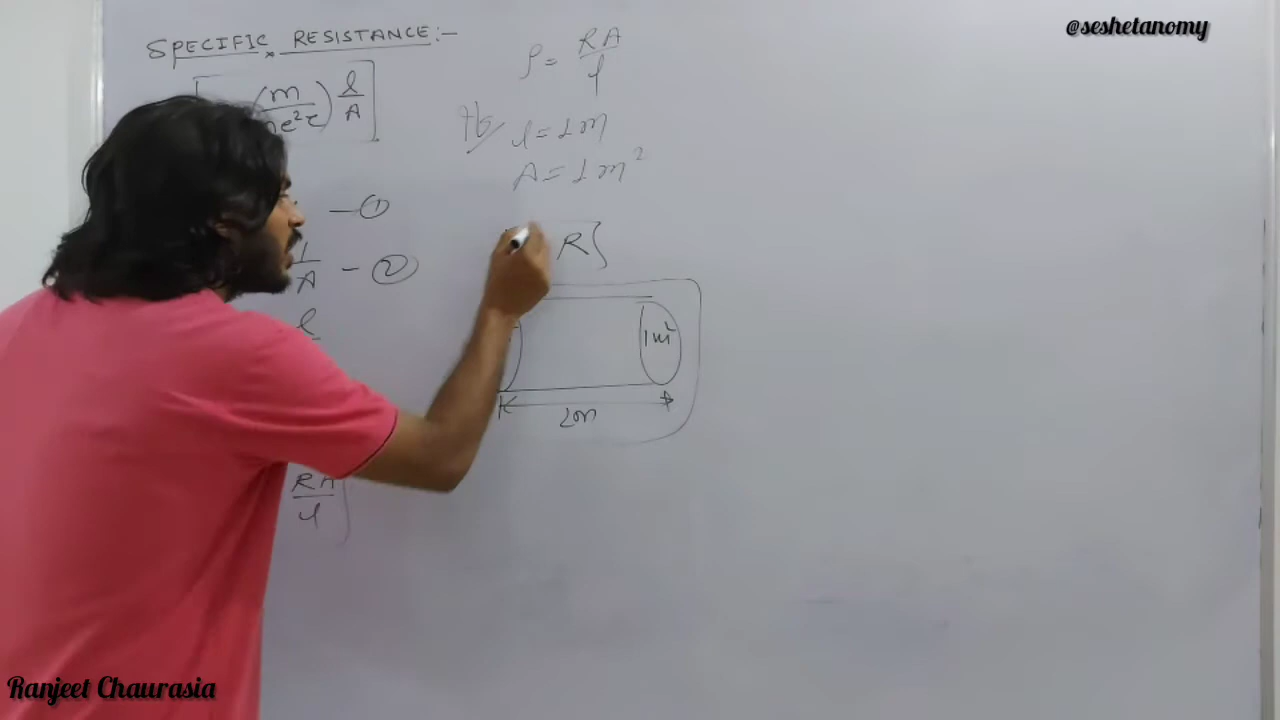 @seshetanomy
SPECIFIC RESISTANCE:-
(m/ne²τ) l/A
— ①
l/A — ②
l
RA/l
ρ = RA/l
If l = 1m
A = 1m²
R}
1m²
1m
Ranjeet Chaurasia